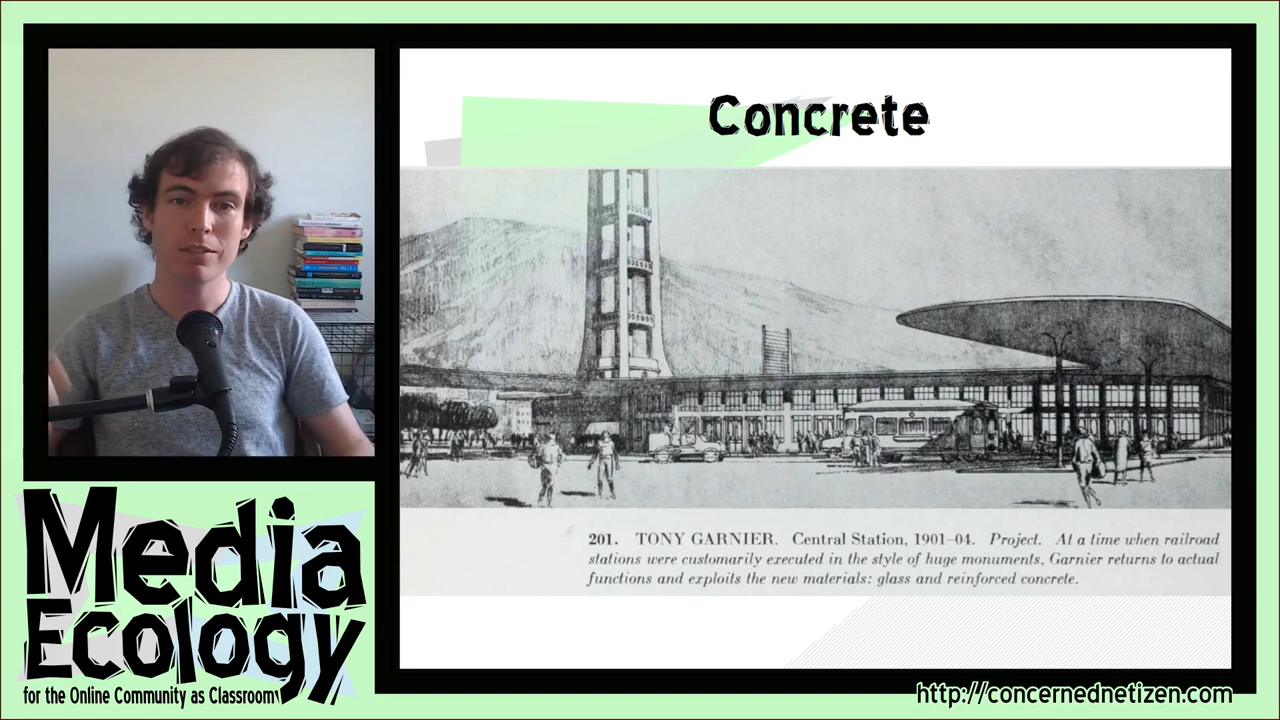 Concrete
201. TONY GARNIER. Central Station, 1901–04. Project. At a time when railroad
stations were customarily executed in the style of huge monuments, Garnier returns to actual
functions and exploits the new materials: glass and reinforced concrete.
Media
Ecology
for the Online Community as Classroom
http://concernednetizen.com